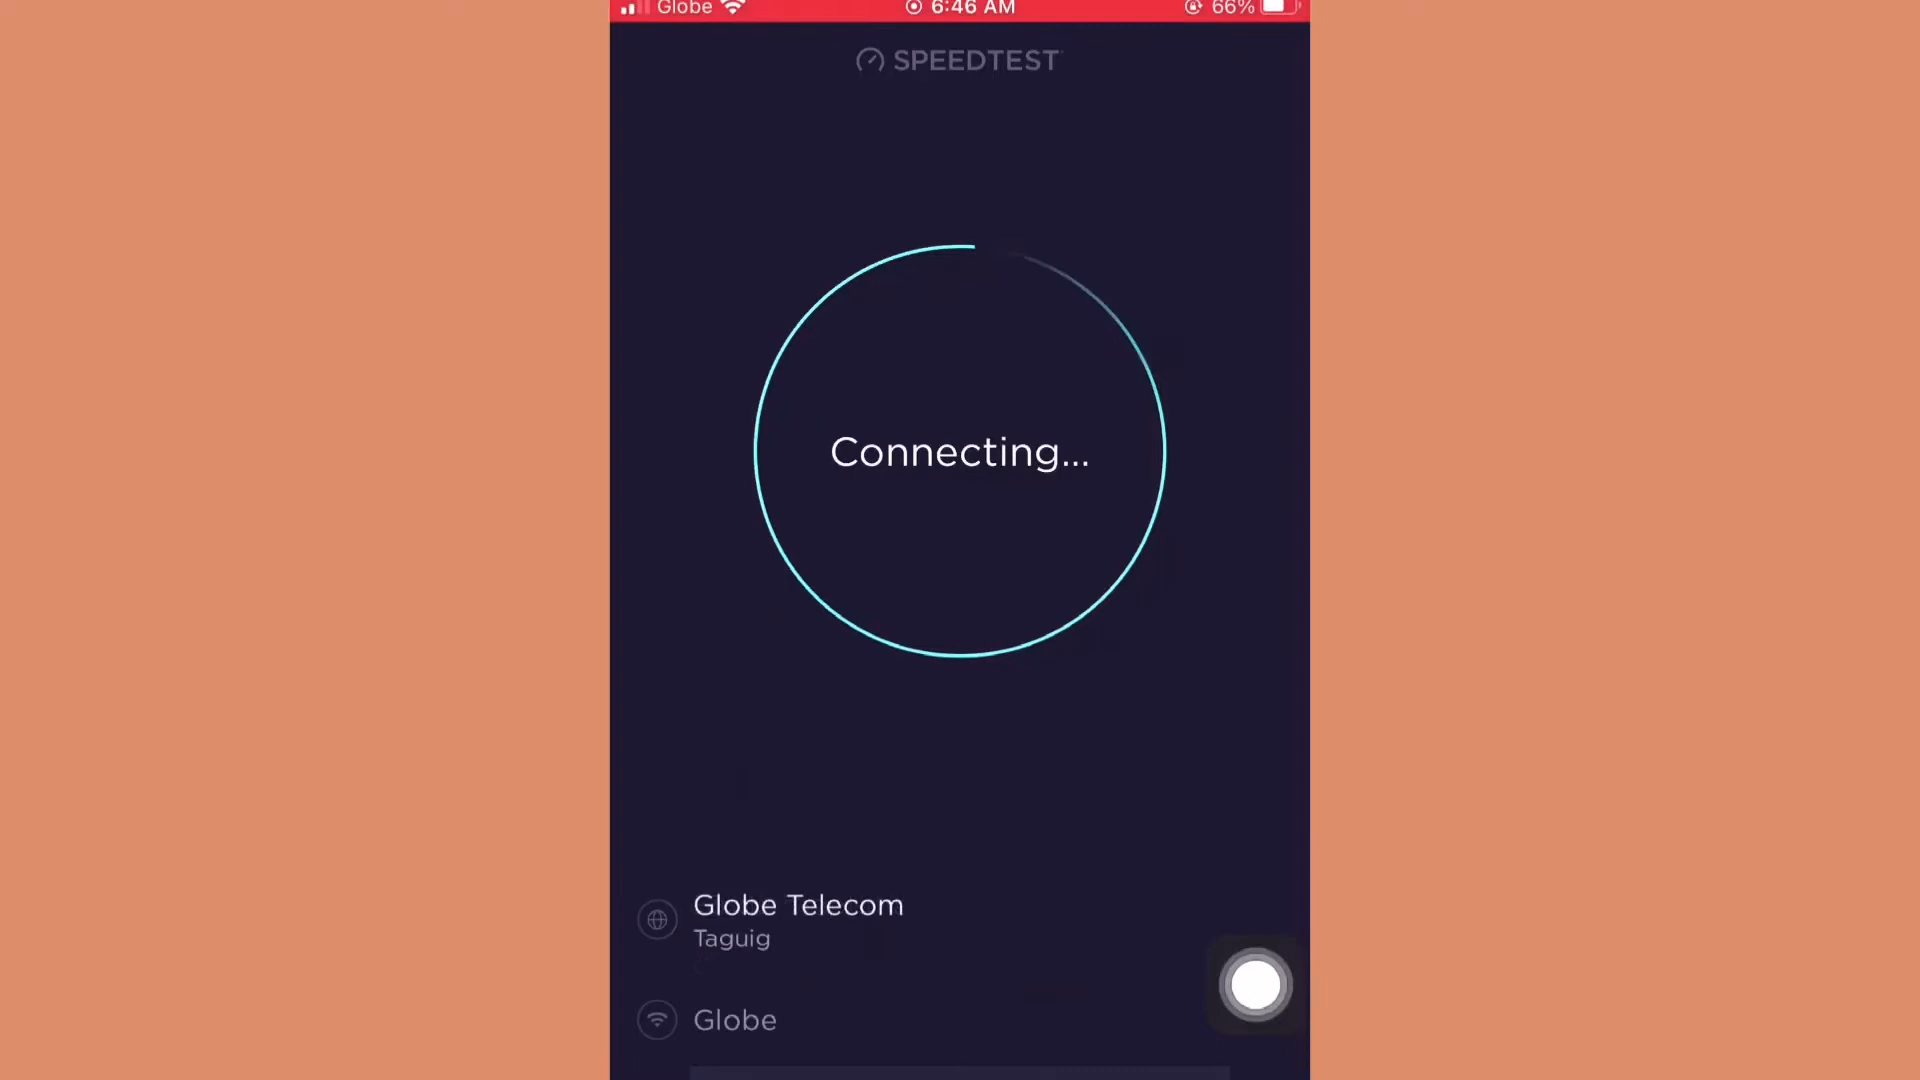 Globe 6:46 AM 66%
SPEEDTEST
Connecting...
Globe Telecom
Taguig
Globe